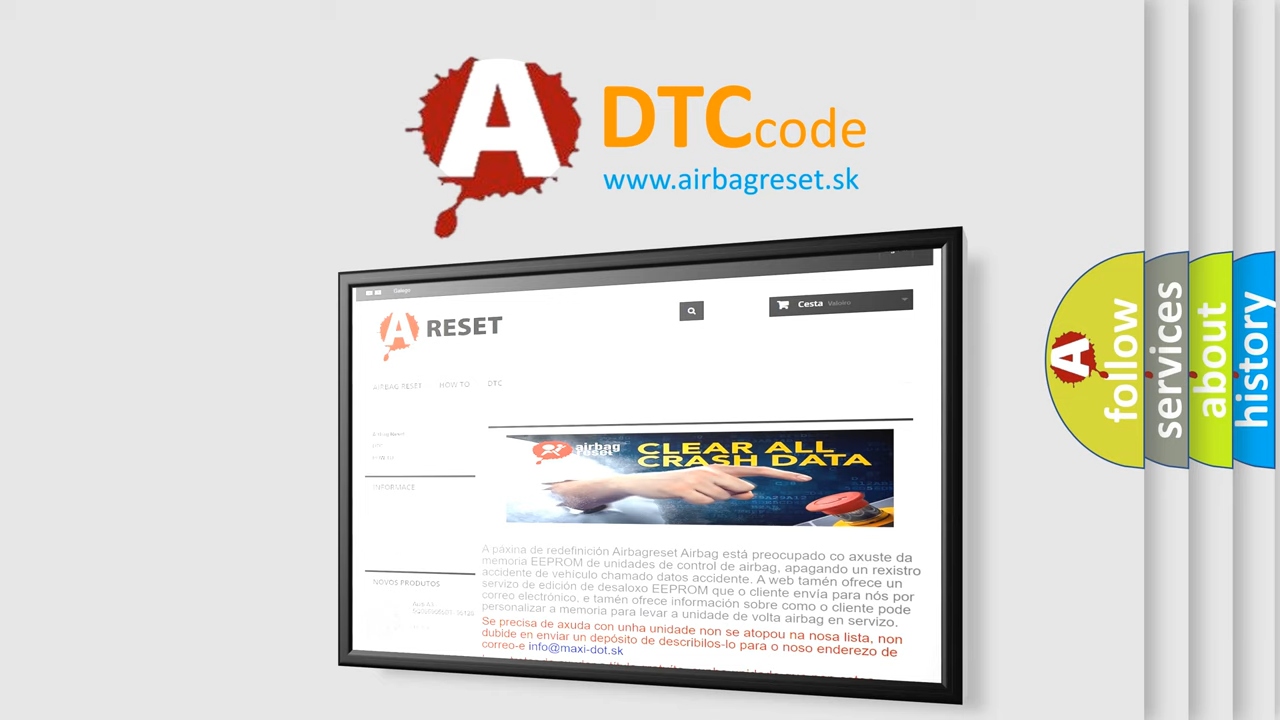 A DTC code
www.airbagreset.sk
Galego
A RESET
Cesta Valeiro
AIRBAG RESET HOW TO DTC
INFORMACE
airbag
reset
CLEAR ALL
CRASH DATA
A páxina de redefinición Airbagreset Airbag está preocupado co axuste da
memoria EEPROM de unidades de control de airbag, apagando un rexistro
accidente de vehículo chamado datos accidente. A web tamén ofrece un
servizo de edición de desaloxo EEPROM que o cliente envía para nós por
correo electrónico, e tamén ofrece información sobre como o cliente pode
personalizar a memoria para levar a unidade de volta airbag en servizo.
Se precisa de axuda con unha unidade non se atopou na nosa lista, non
dubide en enviar un depósito de describilos-lo para o noso enderezo de
correo-e info@maxi-dot.sk
NOVOS PRODUTOS
A follow
services
about
history